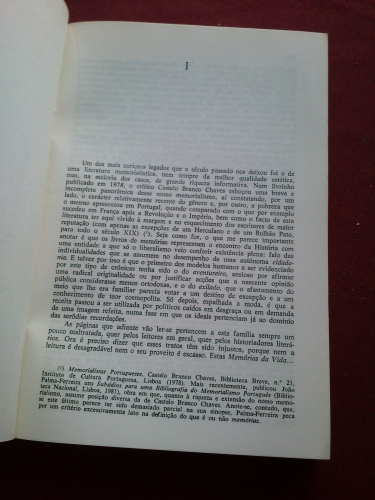 I
Um dos mais curiosos legados que o século passado nos deixou foi o de
uma literatura memorialística, nem sempre da melhor qualidade estética,
mas, na maioria dos casos, de grande riqueza informativa. Num livrinho
publicado em 1978, o crítico Castelo Branco Chaves esboçou uma breve e
incompleta panorâmica desse nosso memorialismo, aí constatando, por um
lado, o carácter relativamente recente do género e, por outro, a pobreza que
o mesmo apresentou em Portugal, quando comparado com o que por exemplo
sucedeu em França após a Revolução e o Império, bem como o facto de esta
literatura ter aqui vivido à margem e no esquecimento dos escritores de maior
reputação (com apenas as excepções de um Herculano e de um Bulhão Pato,
para todo o século XIX) (¹). Seja como for, o que me parece importante
anotar é que os livros de memórias representam o encontro da História com
uma entidade a que só o liberalismo veio conferir existência plena: falo das
individualidades que se assumem no desempenho de uma autónoma cidada-
nia. E talvez por isso é que o primeiro dos modelos humanos a ser evidenciado
por este tipo de crónicas tenha sido o do aventureiro, ansioso por afirmar
uma radical originalidade ou por justificar acções que a nascente opinião
pública considerasse menos ortodoxas, e o do exilado, que o afastamento do
meio que lhe era familiar parecia votar a um destino de excepção e a um
conhecimento de teor cosmopolita. Só depois, espalhada a moda, é que a
receita passou a ser utilizada por políticos caídos em desgraça ou em demanda
de uma imagem refeita, numa fase em que os ideais pertenciam já ao domínio
das serôdias recordações.
As páginas que adiante vão ler-se pertencem a esta família sempre um
pouco maltratada, quer pelos leitores em geral, quer pelos historiadores literá-
rios. Ora é preciso dizer que esses tratos têm sido injustos, porque nem a
leitura é desagradável nem o seu proveito é escasso. Estas Memórias da Vida...
(¹) Memorialistas Portugueses, Castelo Branco Chaves, Biblioteca Breve, n.º 21,
Instituto de Cultura Portuguesa, Lisboa (1978). Mais recentemente, publicou João
Palma-Ferreira uns Subsídios para uma Bibliografia do Memorialismo Português (Biblio-
teca Nacional, Lisboa, 1981), obra em que, quanto à riqueza e extensão do nosso memo-
rialismo, assume posição diversa da de Castelo Branco Chaves. Anote-se, contudo, que,
se este último parece ter sido demasiado parcial na sua sinopse, Palma-Ferreira peca
por um critério excessivamente lato na definição do que é ou não memórias.